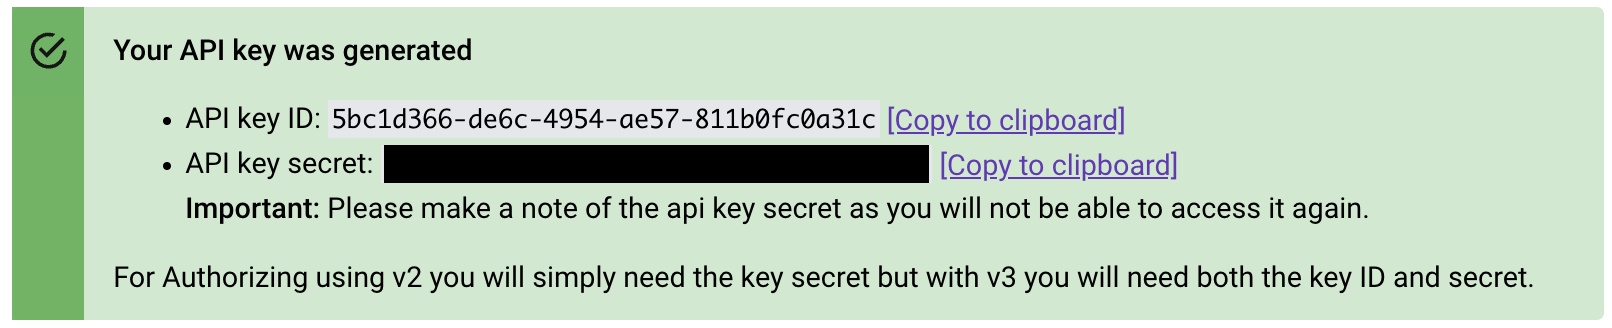 Your API key was generated
• API key ID: 5bc1d366-de6c-4954-ae57-811b0fc0a31c [Copy to clipboard]
• API key secret: [Copy to clipboard]
Important: Please make a note of the api key secret as you will not be able to access it again.
For Authorizing using v2 you will simply need the key secret but with v3 you will need both the key ID and secret.